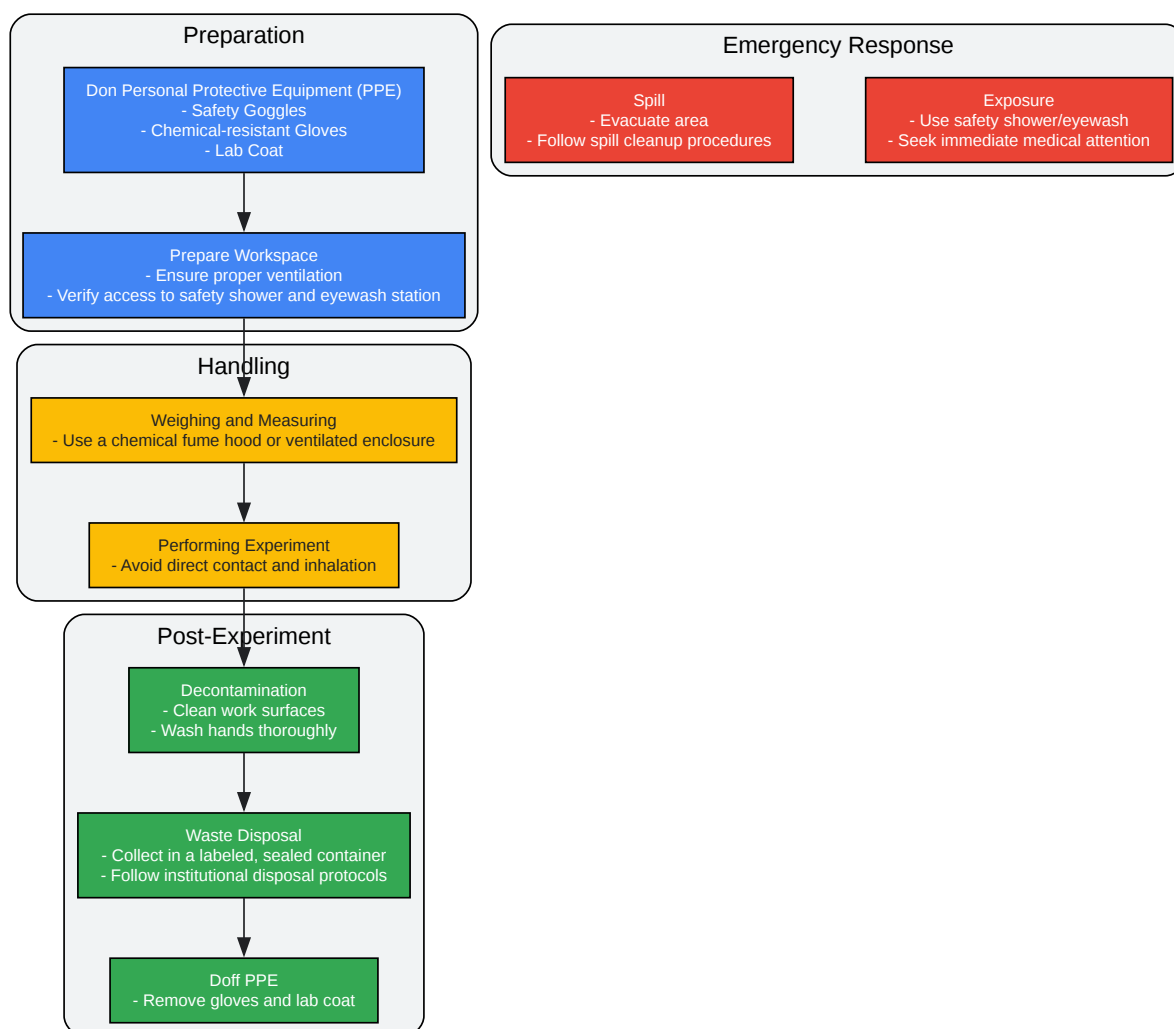 Preparation
Don Personal Protective Equipment (PPE)
- Safety Goggles
- Chemical-resistant Gloves
- Lab Coat
Prepare Workspace
- Ensure proper ventilation
- Verify access to safety shower and eyewash station
Handling
Weighing and Measuring
- Use a chemical fume hood or ventilated enclosure
Performing Experiment
- Avoid direct contact and inhalation
Post-Experiment
Decontamination
- Clean work surfaces
- Wash hands thoroughly
Waste Disposal
- Collect in a labeled, sealed container
- Follow institutional disposal protocols
Doff PPE
- Remove gloves and lab coat
Emergency Response
Spill
- Evacuate area
- Follow spill cleanup procedures
Exposure
- Use safety shower/eyewash
- Seek immediate medical attention